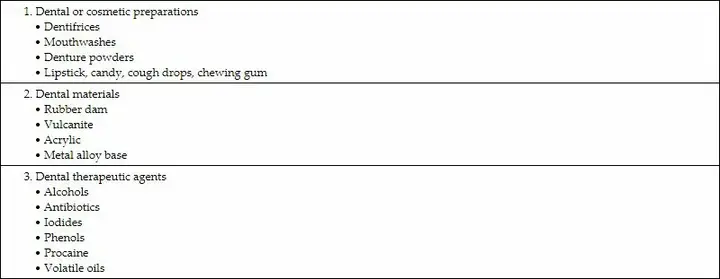 1. Dental or cosmetic preparations
• Dentifrices
• Mouthwashes
• Denture powders
• Lipstick, candy, cough drops, chewing gum
2. Dental materials
• Rubber dam
• Vulcanite
• Acrylic
• Metal alloy base
3. Dental therapeutic agents
• Alcohols
• Antibiotics
• Iodides
• Phenols
• Procaine
• Volatile oils